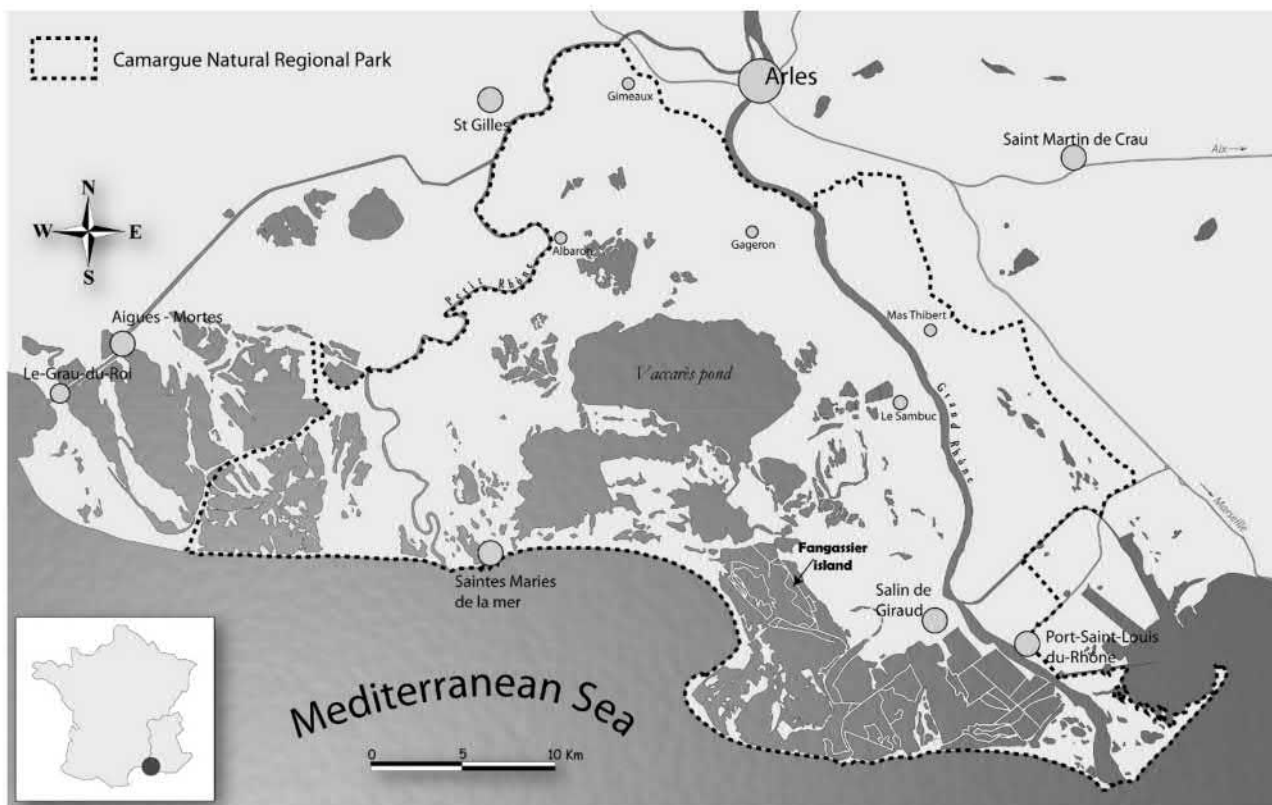 Camargue Natural Regional Park
Arles
Gimeaux
St Gilles
Saint Martin de Crau
Aix
N
W
E
S
Albaron
Gageron
Petit Rhône
Mas Thibert
Aigues - Mortes
Le-Grau-du-Roi
Vaccarès pond
Grand Rhône
Le Sambuc
Marseille
Fangassier
island
Saintes Maries
de la mer
Salin de
Giraud
Port-Saint-Louis
du-Rhône
Mediterranean Sea
0 5 10 Km